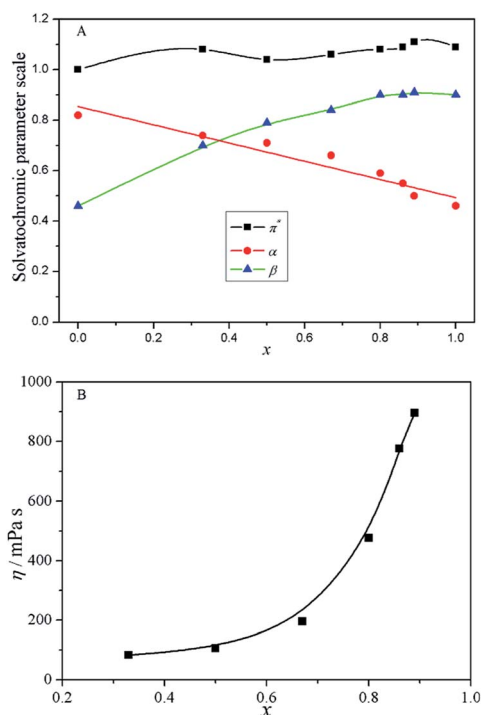 A
1.2
1.0
0.8
0.6
0.4
0.2
0.0
Solvatochromic parameter scale
π*
α
β
0.0 0.2 0.4 0.6 0.8 1.0
x
B
1000
800
600
400
200
0
η / mPa s
0.2 0.4 0.6 0.8 1.0
x